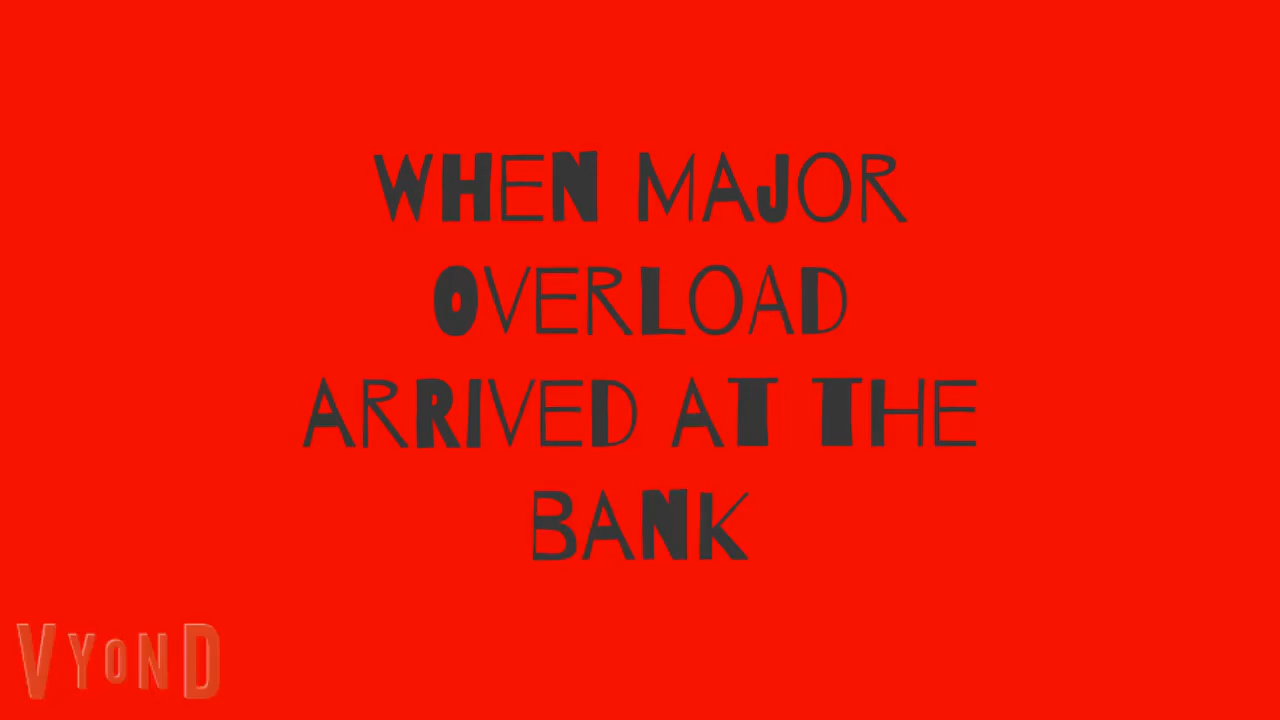 WHEN MAJOR
OVERLOAD
ARRIVED AT THE
BANK
VYOND